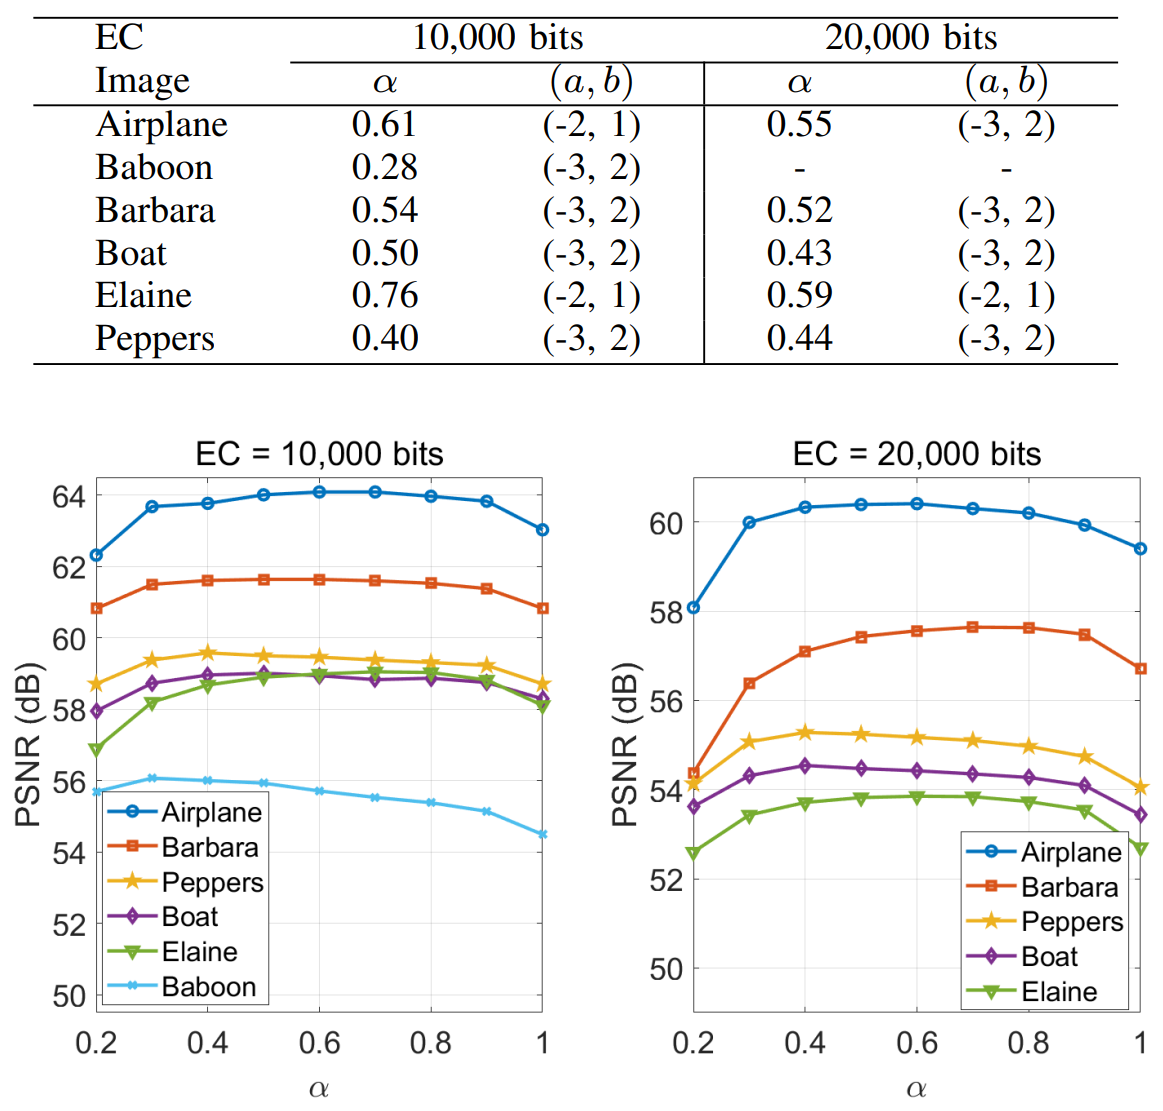 EC 10,000 bits 20,000 bits
Image α (a, b) α (a, b)
Airplane 0.61 (-2, 1) 0.55 (-3, 2)
Baboon 0.28 (-3, 2) - -
Barbara 0.54 (-3, 2) 0.52 (-3, 2)
Boat 0.50 (-3, 2) 0.43 (-3, 2)
Elaine 0.76 (-2, 1) 0.59 (-2, 1)
Peppers 0.40 (-3, 2) 0.44 (-3, 2)
EC = 10,000 bits
PSNR (dB)
64
62
60
58
56
54
52
50
Airplane
Barbara
Peppers
Boat
Elaine
Baboon
0.2 0.4 0.6 0.8 1
α
EC = 20,000 bits
PSNR (dB)
60
58
56
54
52
50
Airplane
Barbara
Peppers
Boat
Elaine
0.2 0.4 0.6 0.8 1
α